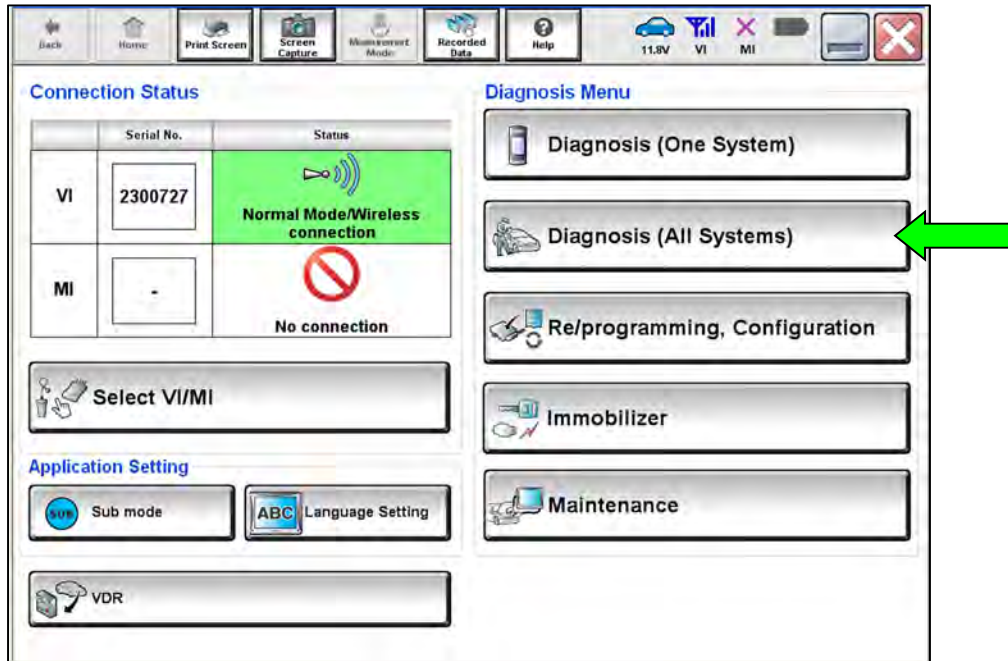 Back
Home
Print Screen
Screen
Capture
Measurement
Mode
Recorded
Data
Help
11.8V
VI
MI
Connection Status
Serial No.
Status
VI
2300727
Normal Mode/Wireless
connection
MI
-
No connection
Select VI/MI
Application Setting
SUB
Sub mode
ABC
Language Setting
VDR
Diagnosis Menu
Diagnosis (One System)
Diagnosis (All Systems)
Re/programming, Configuration
Immobilizer
Maintenance